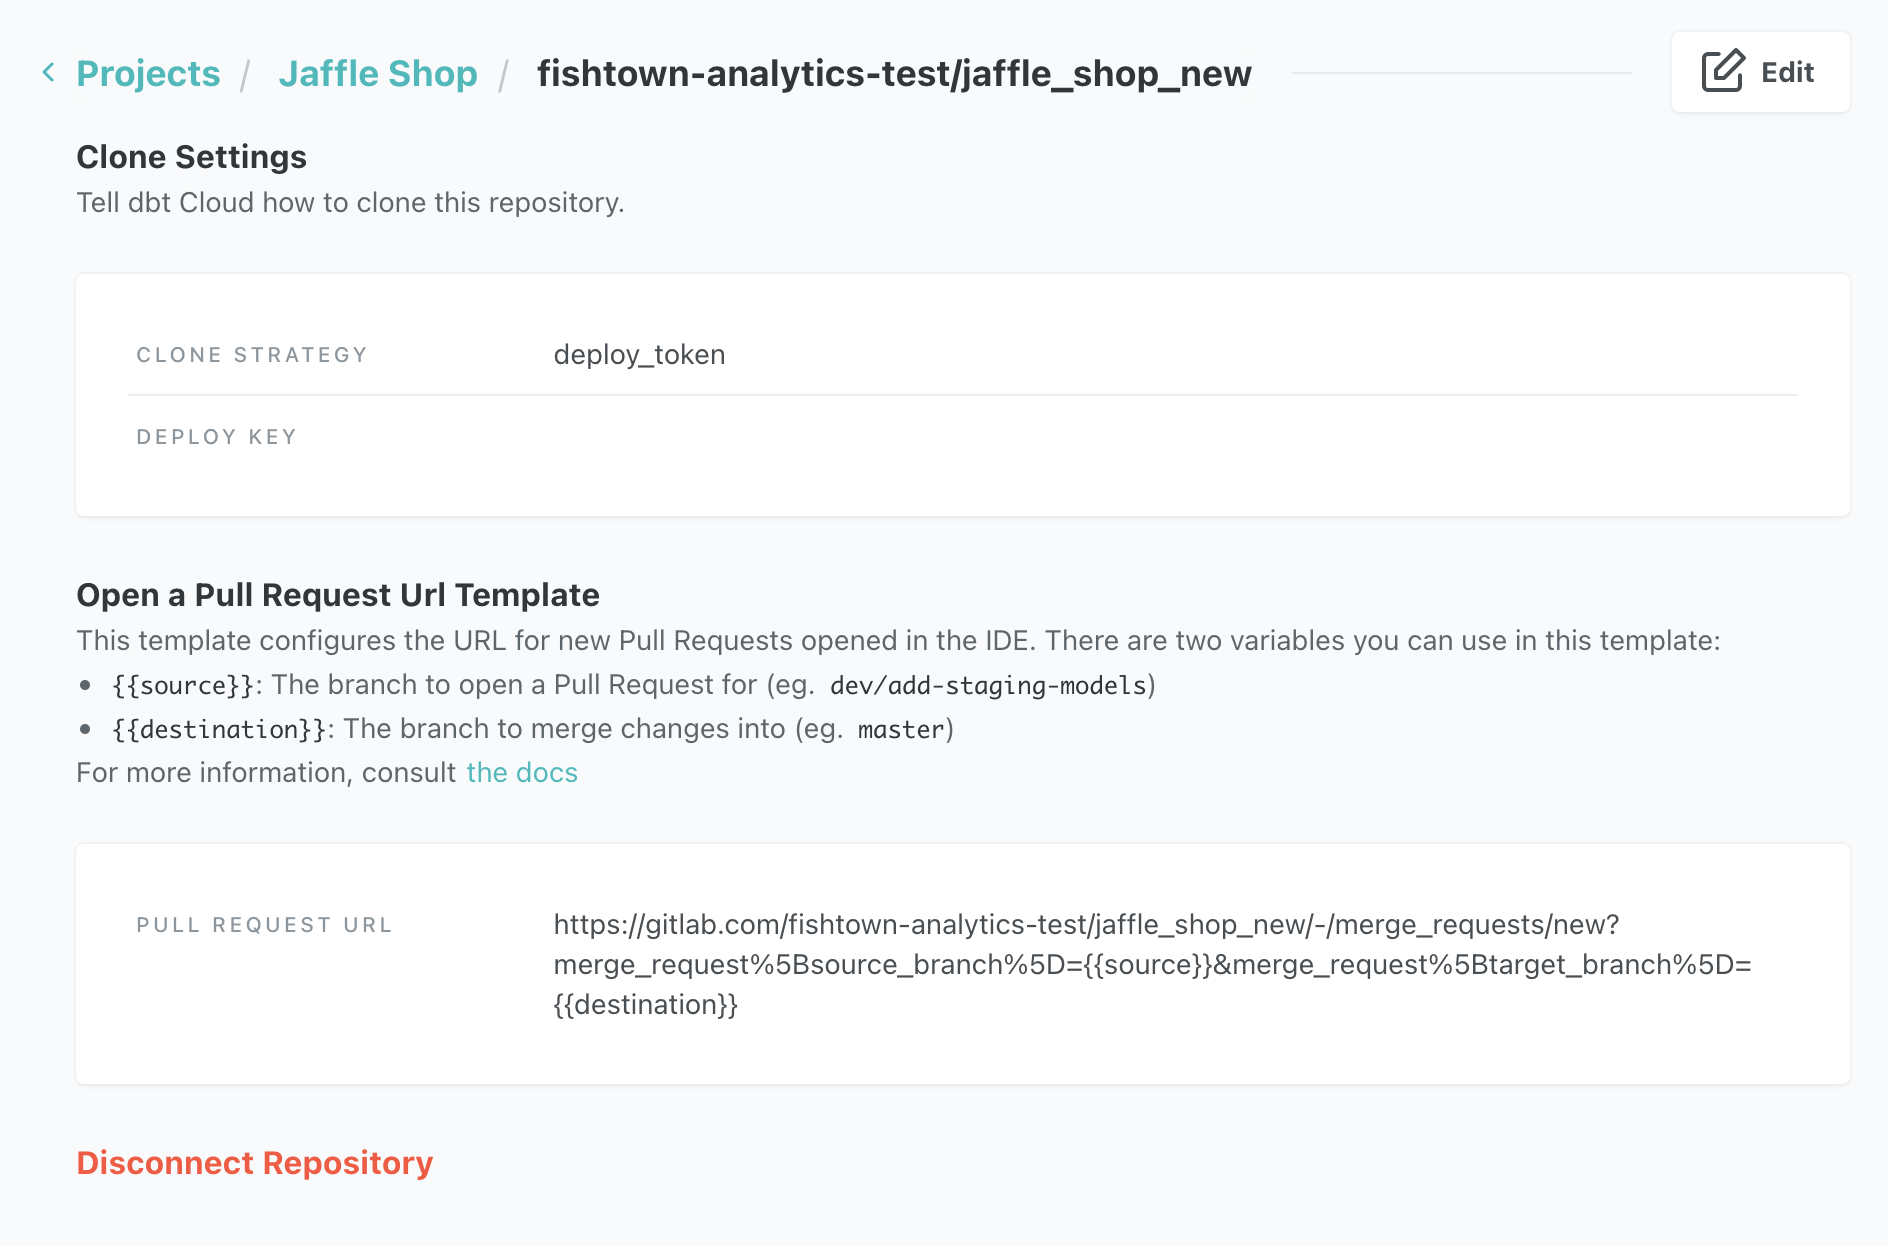 Projects / Jaffle Shop / fishtown-analytics-test/jaffle_shop_new
Edit
Clone Settings
Tell dbt Cloud how to clone this repository.
CLONE STRATEGY deploy_token
DEPLOY KEY
Open a Pull Request Url Template
This template configures the URL for new Pull Requests opened in the IDE. There are two variables you can use in this template:
• {{source}}: The branch to open a Pull Request for (eg. dev/add-staging-models)
• {{destination}}: The branch to merge changes into (eg. master)
For more information, consult the docs
PULL REQUEST URL https://gitlab.com/fishtown-analytics-test/jaffle_shop_new/-/merge_requests/new?
merge_request%5Bsource_branch%5D={{source}}&merge_request%5Btarget_branch%5D=
{{destination}}
Disconnect Repository